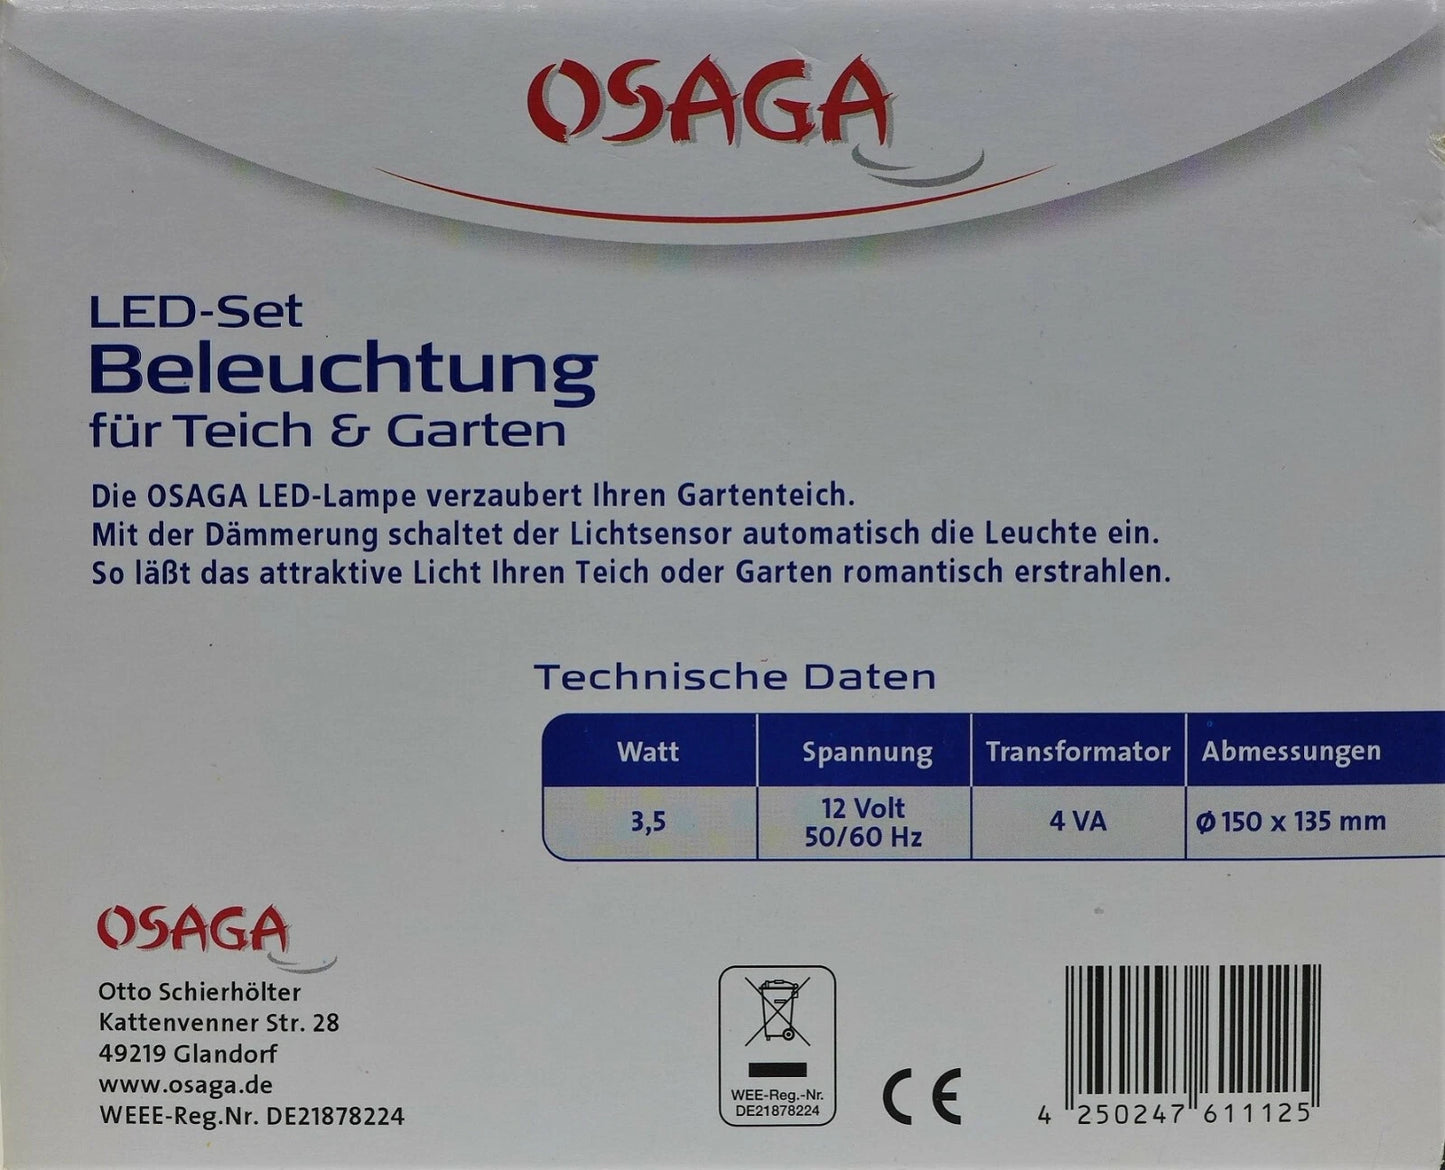 OSAGA
LED-Set
Beleuchtung
für Teich & Garten
Die OSAGA LED-Lampe verzaubert Ihren Gartenteich.
Mit der Dämmerung schaltet der Lichtsensor automatisch die Leuchte ein.
So läßt das attraktive Licht Ihren Teich oder Garten romantisch erstrahlen.
Technische Daten
Watt Spannung Transformator Abmessungen
3,5 12 Volt 50/60 Hz 4 VA Ø 150 x 135 mm
OSAGA
Otto Schierhölter
Kattenvenner Str. 28
49219 Glandorf
www.osaga.de
WEEE-Reg.Nr. DE21878224
WEE-Reg.-Nr.
DE21878224
CE
4 250247 611125